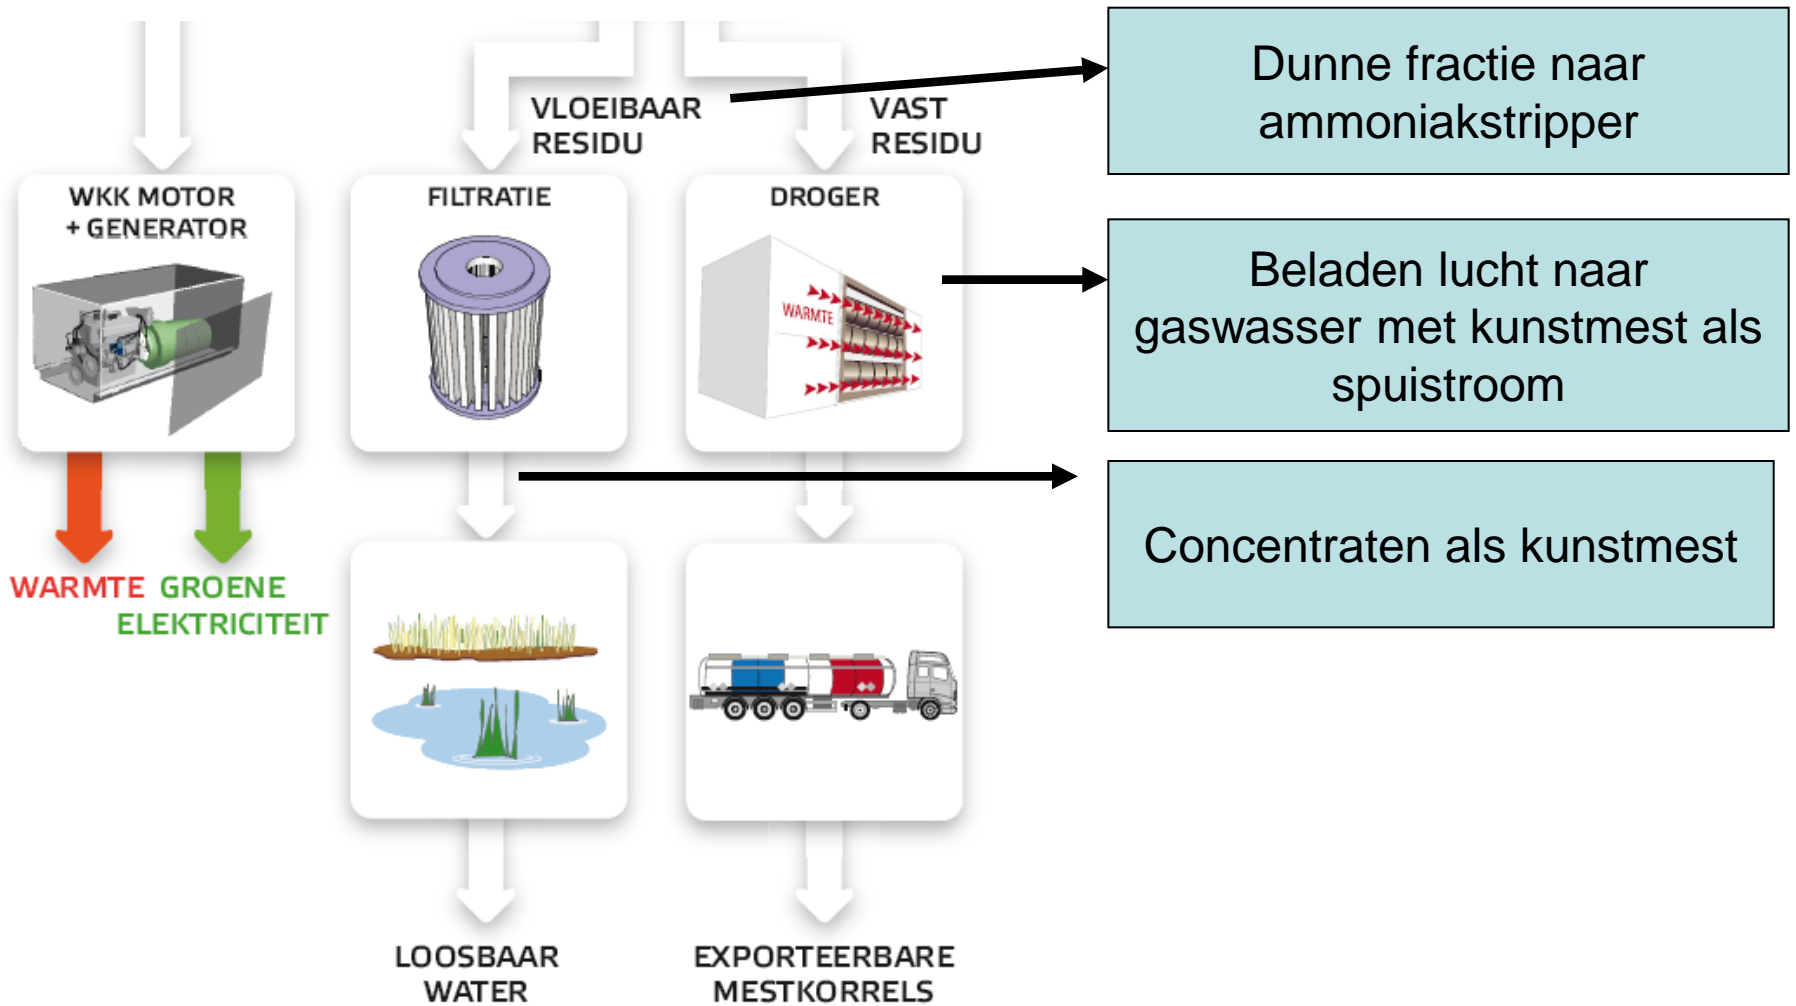 VLOEIBAAR
RESIDU
VAST
RESIDU
WKK MOTOR
+ GENERATOR
FILTRATIE
DROGER
WARMTE
WARMTE
GROENE
ELEKTRICITEIT
LOOSBAAR
WATER
EXPORTEERBARE
MESTKORRELS
Dunne fractie naar
ammoniakstripper
Beladen lucht naar
gaswasser met kunstmest als
spuistroom
Concentraten als kunstmest